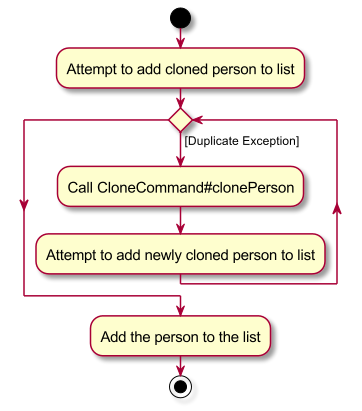 Attempt to add cloned person to list
[Duplicate Exception]
Call CloneCommand#clonePerson
Attempt to add newly cloned person to list
Add the person to the list